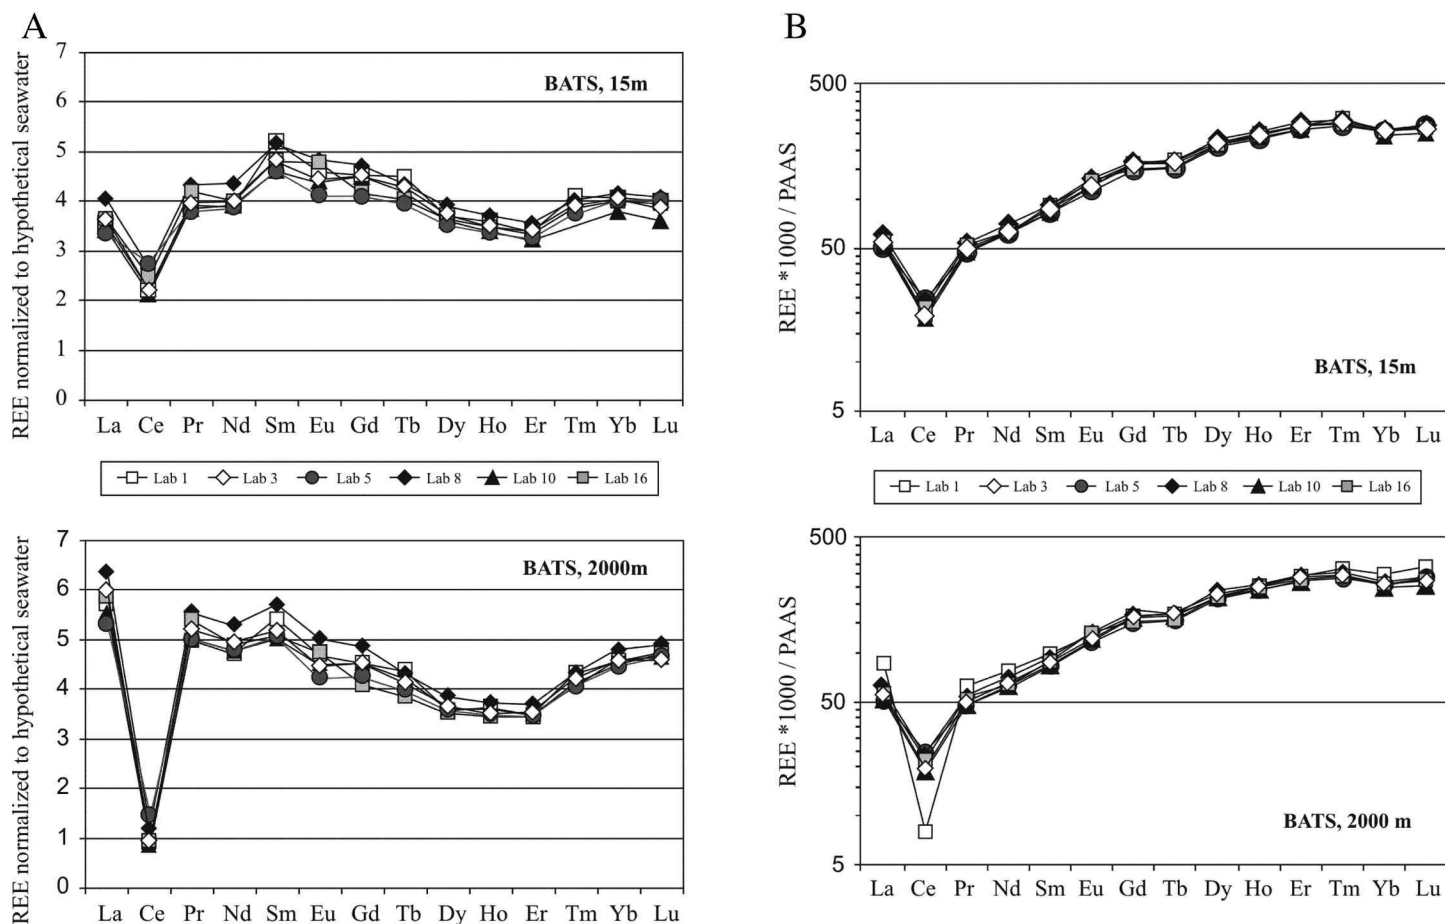 A
REE normalized to hypothetical seawater
7
6
5
4
3
2
1
0
BATS, 15m
La Ce Pr Nd Sm Eu Gd Tb Dy Ho Er Tm Yb Lu
Lab 1 Lab 3 Lab 5 Lab 8 Lab 10 Lab 16
REE normalized to hypothetical seawater
7
6
5
4
3
2
1
0
BATS, 2000m
La Ce Pr Nd Sm Eu Gd Tb Dy Ho Er Tm Yb Lu
B
REE *1000 / PAAS
500
50
5
BATS, 15m
La Ce Pr Nd Sm Eu Gd Tb Dy Ho Er Tm Yb Lu
Lab 1 Lab 3 Lab 5 Lab 8 Lab 10 Lab 16
REE *1000 / PAAS
500
50
5
BATS, 2000 m
La Ce Pr Nd Sm Eu Gd Tb Dy Ho Er Tm Yb Lu